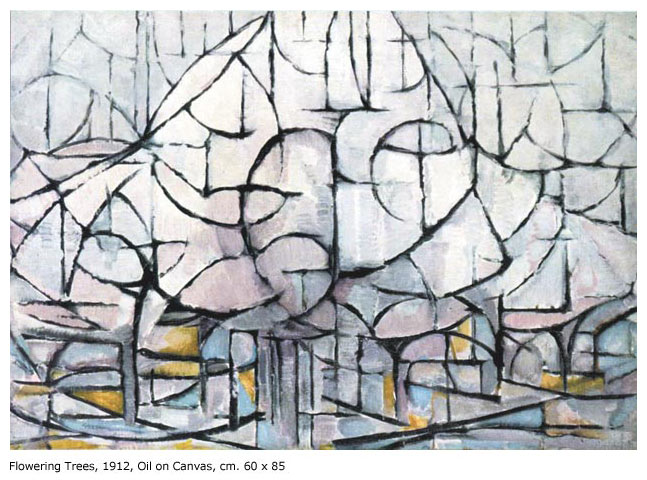 Flowering Trees, 1912, Oil on Canvas, cm. 60 x 85